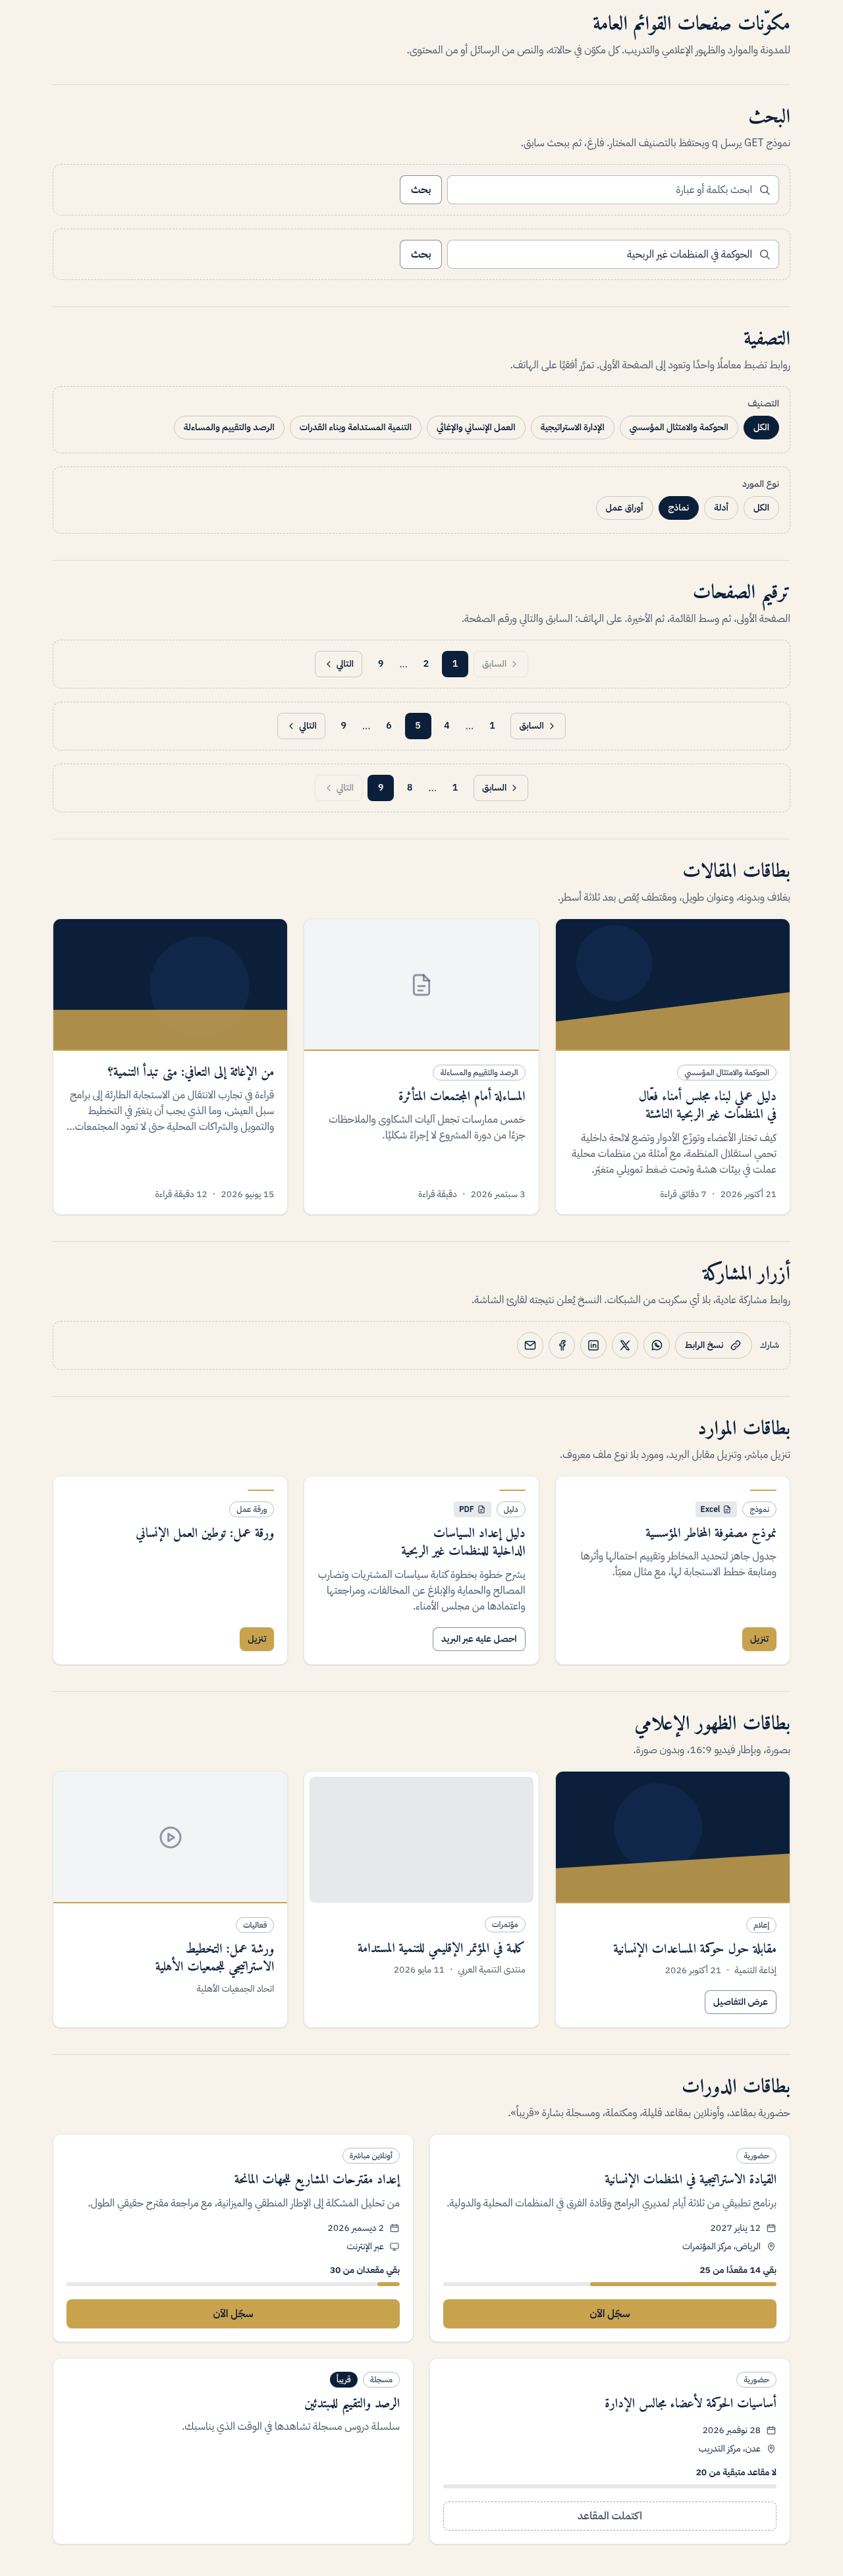 مكوّنات صفحات القوائم العامة
للمدونة والموارد والظهور الإعلامي والتدريب. كل مكوّن في حالاته، والنص من الرسائل أو من المحتوى.
البحث
نموذج GET يرسل q ويحتفظ بالتصنيف المختار. فارغ، ثم ببحث سابق.
ابحث بكلمة أو عبارة
بحث
الحوكمة في المنظمات غير الربحية
بحث
التصفية
روابط تضبط معاملًا واحدًا وتعود إلى الصفحة الأولى. تمرَّر أفقيًا على الهاتف.
التصنيف
الكل الحوكمة والامتثال المؤسسي الإدارة الاستراتيجية العمل الإنساني والإغاثي التنمية المستدامة وبناء القدرات الرصد والتقييم والمساءلة
نوع المورد
الكل أدلة نماذج أوراق عمل
ترقيم الصفحات
الصفحة الأولى، ثم وسط القائمة، ثم الأخيرة. على الهاتف: السابق والتالي ورقم الصفحة.
السابق 1 2 … 9 التالي
السابق 1 … 4 5 6 … 9 التالي
السابق 1 … 8 9 التالي
بطاقات المقالات
بغلاف وبدونه، وعنوان طويل، ومقتطف يُقص بعد ثلاثة أسطر.
الحوكمة والامتثال المؤسسي
دليل عملي لبناء مجلس أمناء فعّال
في المنظمات غير الربحية الناشئة
كيف تختار الأعضاء وتوزّع الأدوار وتضع لائحة داخلية
تحمي استقلال المنظمة، مع أمثلة من منظمات محلية
عملت في بيئات هشة وتحت ضغط تمويلي متغيّر.
21 أكتوبر 2026 · 7 دقائق قراءة
الرصد والتقييم والمساءلة
المساءلة أمام المجتمعات المتأثرة
خمس ممارسات تجعل آليات الشكاوى والملاحظات
جزءًا من دورة المشروع لا إجراءً شكليًا.
3 سبتمبر 2026 · دقيقة قراءة
من الإغاثة إلى التعافي: متى تبدأ التنمية؟
قراءة في تجارب الانتقال من الاستجابة الطارئة إلى برامج
سبل العيش، وما الذي يجب أن يتغيّر في التخطيط
والتمويل والشراكات المحلية حتى لا تعود المجتمعات…
15 يونيو 2026 · 12 دقيقة قراءة
أزرار المشاركة
روابط مشاركة عادية، بلا أي سكربت من الشبكات. النسخ يُعلن نتيجته لقارئ الشاشة.
شارك
نسخ الرابط
بطاقات الموارد
تنزيل مباشر، وتنزيل مقابل البريد، ومورد بلا نوع ملف معروف.
نموذج Excel
نموذج مصفوفة المخاطر المؤسسية
جدول جاهز لتحديد المخاطر وتقييم احتمالها وأثرها
ومتابعة خطط الاستجابة لها، مع مثال معبّأ.
تنزيل
دليل PDF
دليل إعداد السياسات
الداخلية للمنظمات غير الربحية
يشرح خطوة بخطوة كتابة سياسات المشتريات وتضارب
المصالح والحماية والإبلاغ عن المخالفات، ومراجعتها
واعتمادها من مجلس الأمناء.
احصل عليه عبر البريد
ورقة عمل
ورقة عمل: توطين العمل الإنساني
تنزيل
بطاقات الظهور الإعلامي
بصورة، وبإطار فيديو 16:9، وبدون صورة.
إعلام
مقابلة حول حوكمة المساعدات الإنسانية
إذاعة التنمية · 21 أكتوبر 2026
عرض التفاصيل
مؤتمرات
كلمة في المؤتمر الإقليمي للتنمية المستدامة
منتدى التنمية العربي · 11 مايو 2026
فعاليات
ورشة عمل: التخطيط
الاستراتيجي للجمعيات الأهلية
اتحاد الجمعيات الأهلية
بطاقات الدورات
حضورية بمقاعد، وأونلاين بمقاعد قليلة، ومكتملة، ومسجلة بشارة «قريباً».
حضورية
القيادة الاستراتيجية في المنظمات الإنسانية
برنامج تطبيقي من ثلاثة أيام لمديري البرامج وقادة الفرق في المنظمات المحلية والدولية.
12 يناير 2027
الرياض، مركز المؤتمرات
بقي 14 مقعدًا من 25
سجّل الآن
أونلاين مباشرة
إعداد مقترحات المشاريع للجهات المانحة
من تحليل المشكلة إلى الإطار المنطقي والميزانية، مع مراجعة مقترح حقيقي الطول.
2 ديسمبر 2026
عبر الإنترنت
بقي مقعدان من 30
سجّل الآن
حضورية
أساسيات الحوكمة لأعضاء مجالس الإدارة
28 نوفمبر 2026
عدن، مركز التدريب
لا مقاعد متبقية من 20
اكتملت المقاعد
مسجلة قريباً
الرصد والتقييم للمبتدئين
سلسلة دروس مسجلة تشاهدها في الوقت الذي يناسبك.